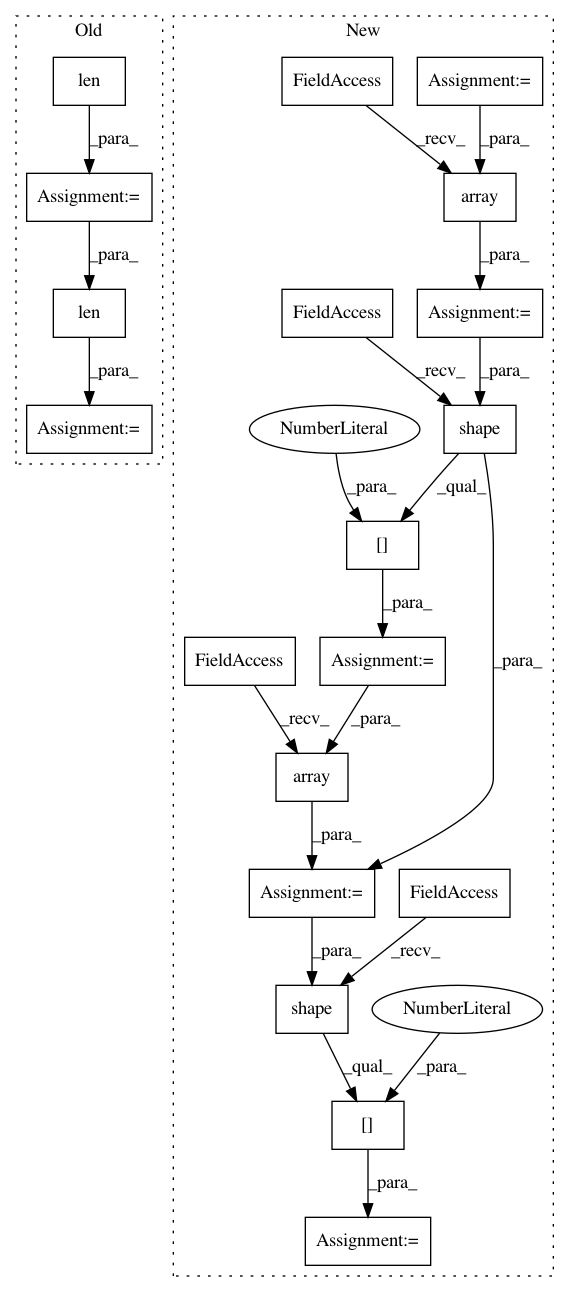 Old
New
len
FieldAccess
Assignment:=
_para_
_recv_
_para_
Assignment:=
array
_para_
_para_
len
FieldAccess
Assignment:=
_para_
_recv_
_para_
Assignment:=
NumberLiteral
shape
_para_
_qual_
[]
_para_
FieldAccess
Assignment:=
_para_
_recv_
_para_
array
_para_
Assignment:=
FieldAccess
_para_
_recv_
shape
NumberLiteral
_qual_
_para_
[]
_para_
Assignment:=